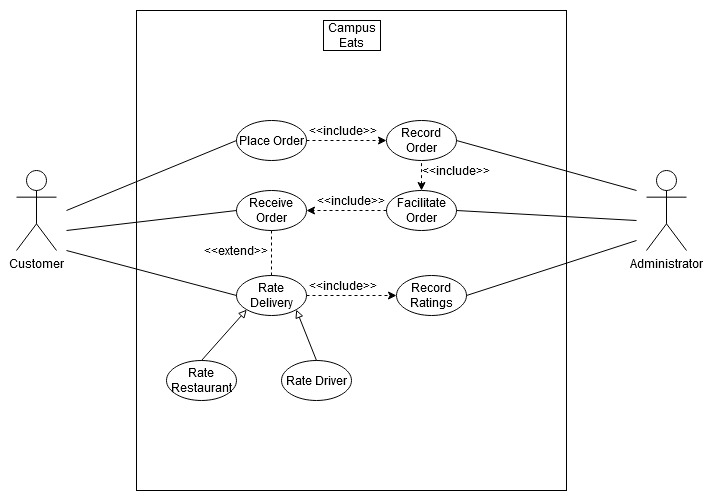 Campus
Eats
Place Order
<<include>>
Record
Order
<<include>>
Receive
Order
<<include>>
Facilitate
Order
Customer
Administrator
<<extend>>
Rate
Delivery
<<include>>
Record
Ratings
Rate
Restaurant
Rate Driver